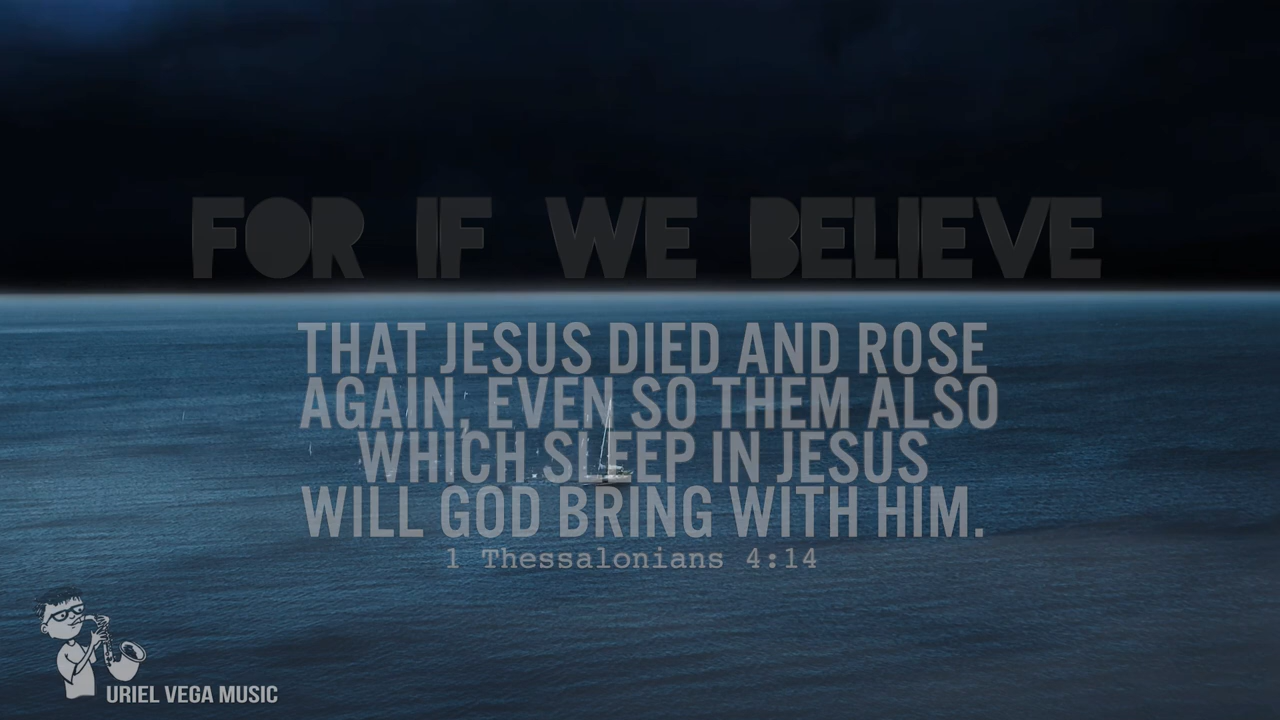 FOR IF WE BELIEVE
THAT JESUS DIED AND ROSE
AGAIN, EVEN SO THEM ALSO
WHICH SLEEP IN JESUS
WILL GOD BRING WITH HIM.
1 Thessalonians 4:14
URIEL VEGA MUSIC